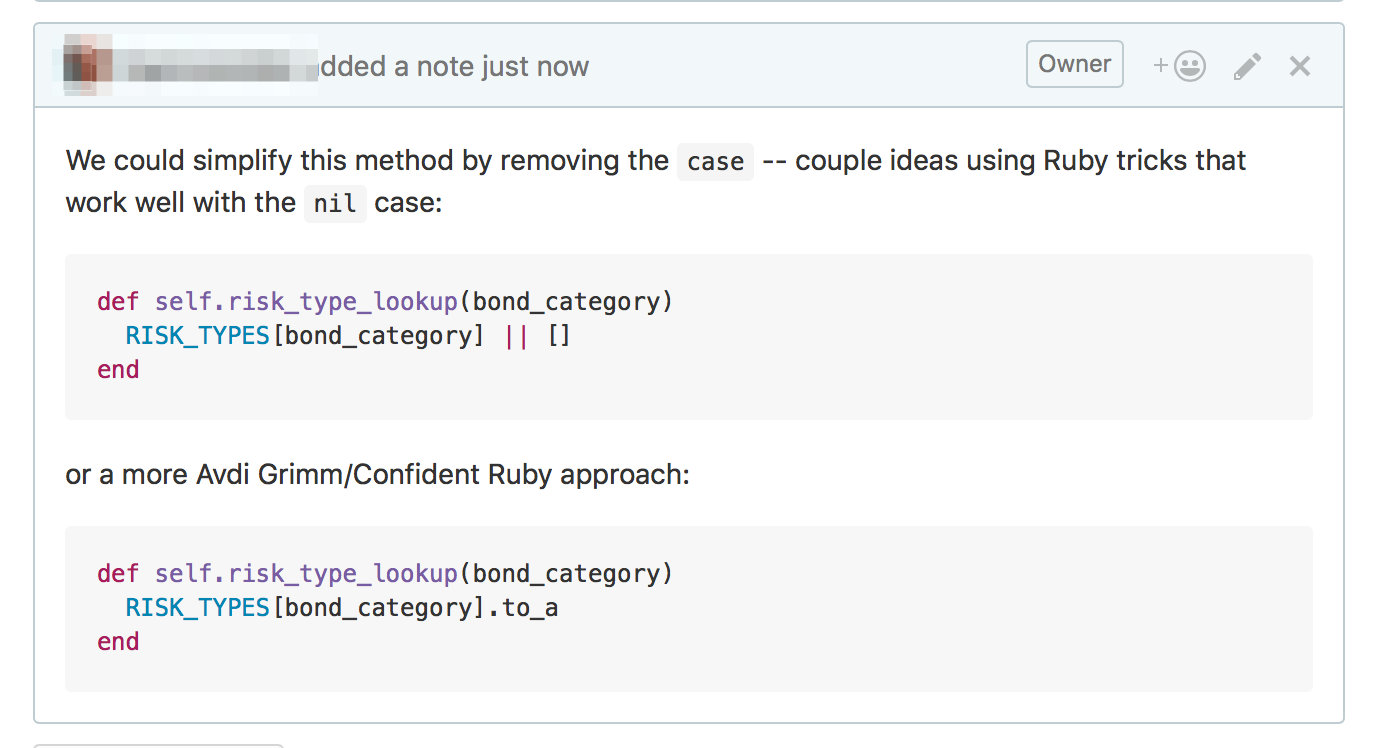 dded a note just now
Owner
+
We could simplify this method by removing the case -- couple ideas using Ruby tricks that
work well with the nil case:
def self.risk_type_lookup(bond_category)
  RISK_TYPES[bond_category] || []
end
or a more Avdi Grimm/Confident Ruby approach:
def self.risk_type_lookup(bond_category)
  RISK_TYPES[bond_category].to_a
end